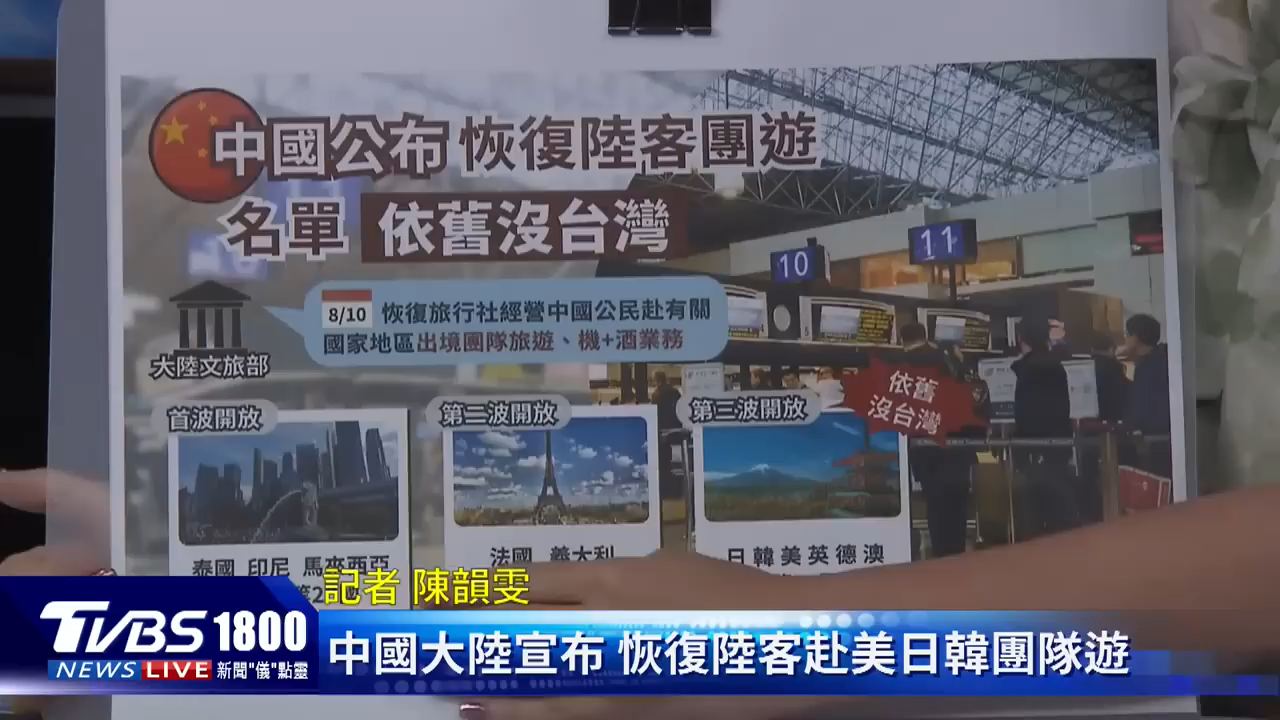 中國公布 恢復陸客團遊
名單 依舊沒台灣
11
10
8/10 恢復旅行社經營中國公民赴有關
國家地區出境團隊旅遊、機+酒業務
大陸文旅部
依舊
沒台灣
首波開放
第二波開放
第三波開放
泰國 印尼 馬來西亞
法國 義大利
日韓美英德澳
記者 陳韻雯
TVBS 1800
NEWS LIVE 新聞"儀"點靈
中國大陸宣布 恢復陸客赴美日韓團隊遊